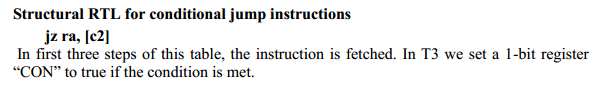 Structural RTL for conditional jump instructions
jz ra, [c2]
In first three steps of this table, the instruction is fetched. In T3 we set a 1-bit register
“CON” to true if the condition is met.